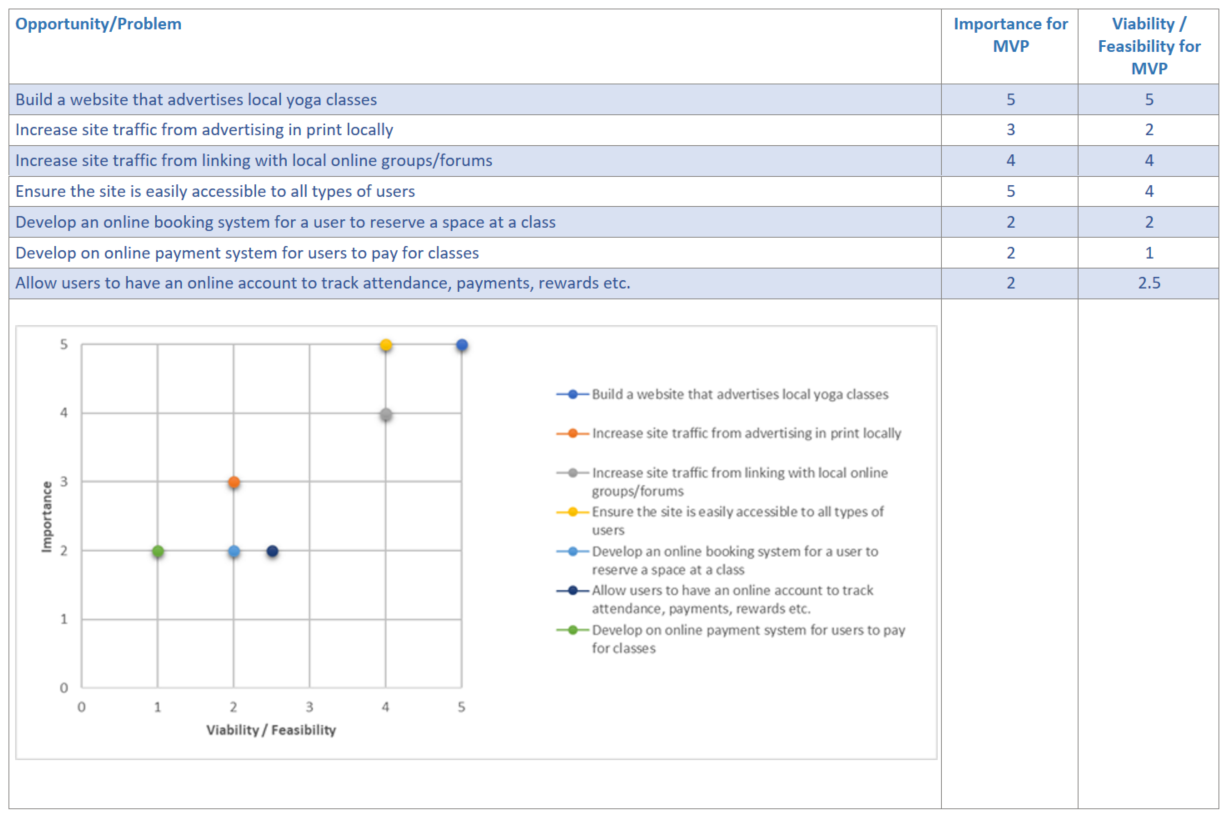 Opportunity/Problem
Importance for
MVP
Viability /
Feasibility for
MVP
Build a website that advertises local yoga classes 5 5
Increase site traffic from advertising in print locally 3 2
Increase site traffic from linking with local online groups/forums 4 4
Ensure the site is easily accessible to all types of users 5 4
Develop an online booking system for a user to reserve a space at a class 2 2
Develop on online payment system for users to pay for classes 2 1
Allow users to have an online account to track attendance, payments, rewards etc. 2 2.5
5
4
3
2
1
0
Importance
0 1 2 3 4 5
Viability / Feasibility
Build a website that advertises local yoga classes
Increase site traffic from advertising in print locally
Increase site traffic from linking with local online
groups/forums
Ensure the site is easily accessible to all types of
users
Develop an online booking system for a user to
reserve a space at a class
Allow users to have an online account to track
attendance, payments, rewards etc.
Develop on online payment system for users to pay
for classes